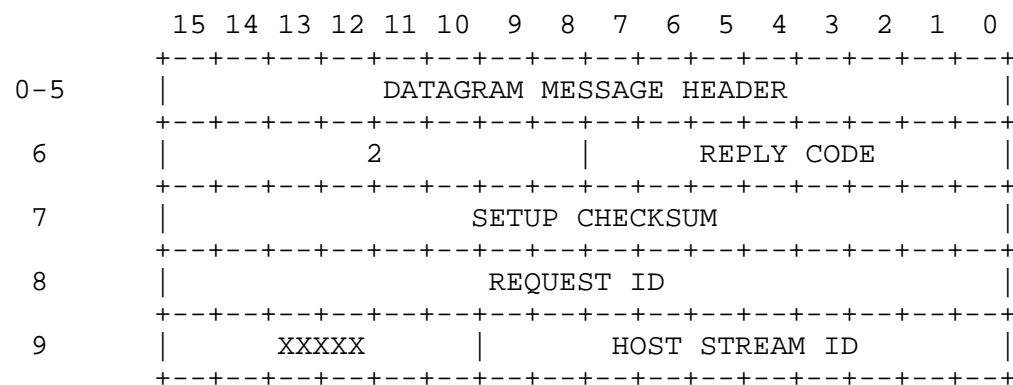 15 14 13 12 11 10 9 8 7 6 5 4 3 2 1 0
+--+--+--+--+--+--+--+--+--+--+--+--+--+--+--+--+
0-5 | DATAGRAM MESSAGE HEADER |
+--+--+--+--+--+--+--+--+--+--+--+--+--+--+--+--+
6 | 2 | REPLY CODE |
+--+--+--+--+--+--+--+--+--+--+--+--+--+--+--+--+
7 | SETUP CHECKSUM |
+--+--+--+--+--+--+--+--+--+--+--+--+--+--+--+--+
8 | REQUEST ID |
+--+--+--+--+--+--+--+--+--+--+--+--+--+--+--+--+
9 | XXXXX | HOST STREAM ID |
+--+--+--+--+--+--+--+--+--+--+--+--+--+--+--+--+